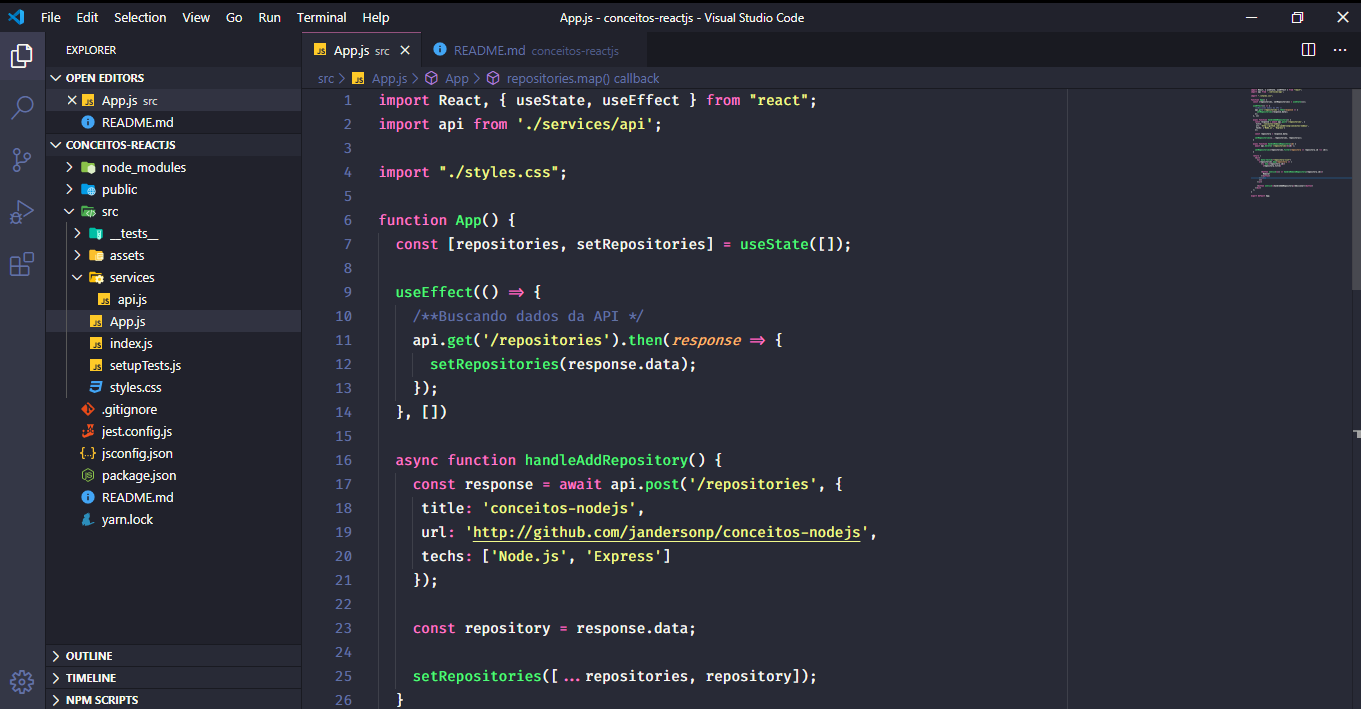 File Edit Selection View Go Run Terminal Help
App.js - conceitos-reactjs - Visual Studio Code
EXPLORER
OPEN EDITORS
App.js src
README.md
CONCEITOS-REACTJS
node_modules
public
src
__tests__
assets
services
api.js
App.js
index.js
setupTests.js
styles.css
.gitignore
jest.config.js
jsconfig.json
package.json
README.md
yarn.lock
OUTLINE
TIMELINE
NPM SCRIPTS
App.js src
README.md conceitos-reactjs
src > App.js > App > repositories.map() callback
1 import React, { useState, useEffect } from "react";
2 import api from './services/api';
3
4 import "./styles.css";
5
6 function App() {
7 const [repositories, setRepositories] = useState([]);
8
9 useEffect(() => {
10 /**Buscando dados da API */
11 api.get('/repositories').then(response => {
12 setRepositories(response.data);
13 });
14 }, [])
15
16 async function handleAddRepository() {
17 const response = await api.post('/repositories', {
18 title: 'conceitos-nodejs',
19 url: 'http://github.com/jandersonp/conceitos-nodejs',
20 techs: ['Node.js', 'Express']
21 });
22
23 const repository = response.data;
24
25 setRepositories([...repositories, repository]);
26 }